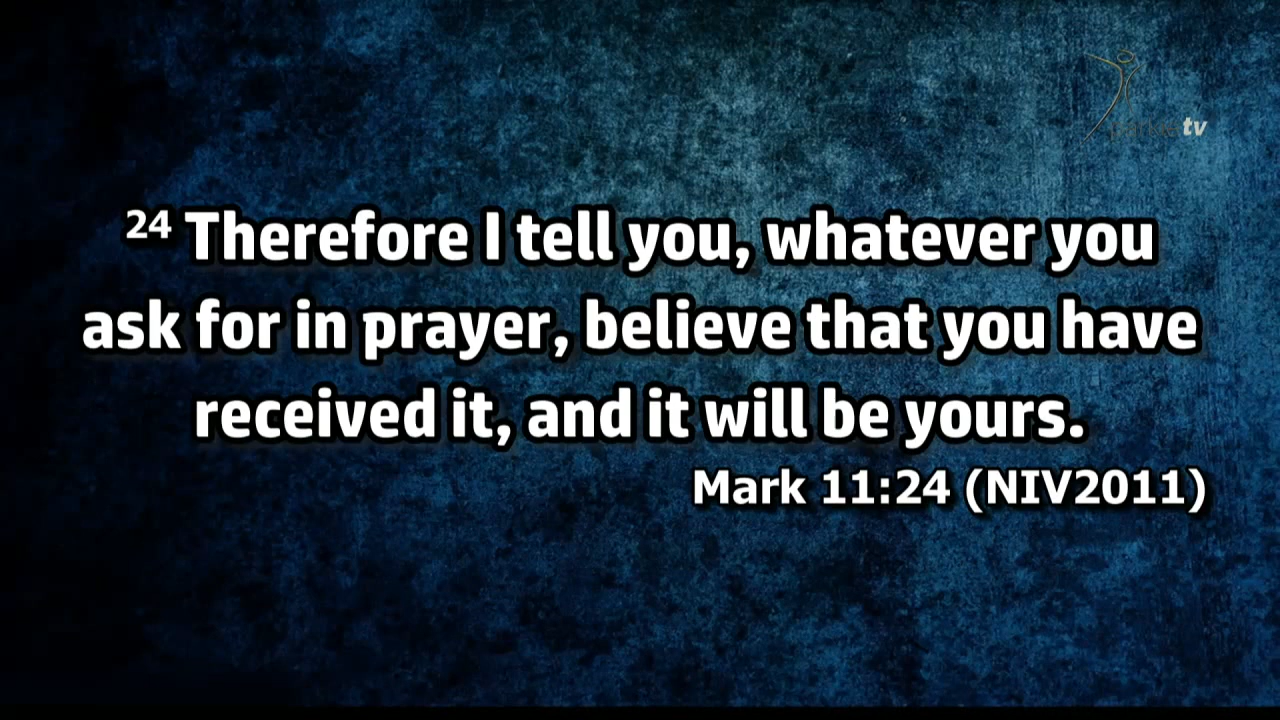 tv
24 Therefore I tell you, whatever you
ask for in prayer, believe that you have
received it, and it will be yours.
Mark 11:24 (NIV2011)